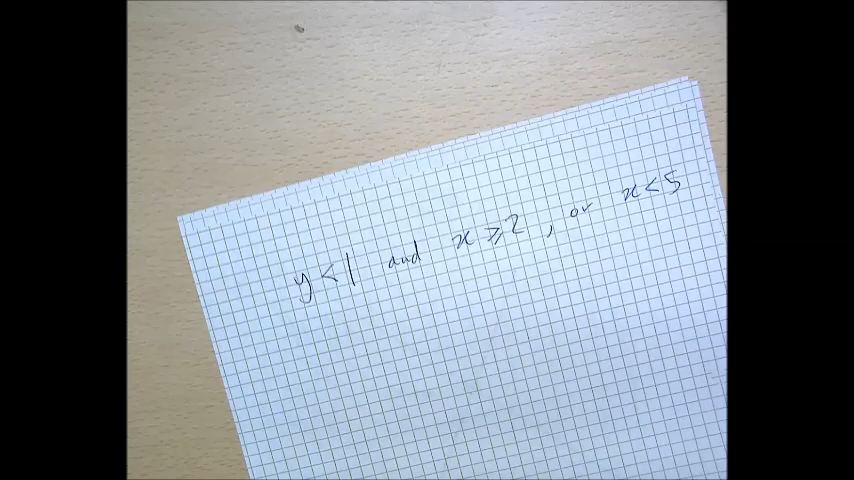 y < 1 and x ⩾ 2 , or x < 5